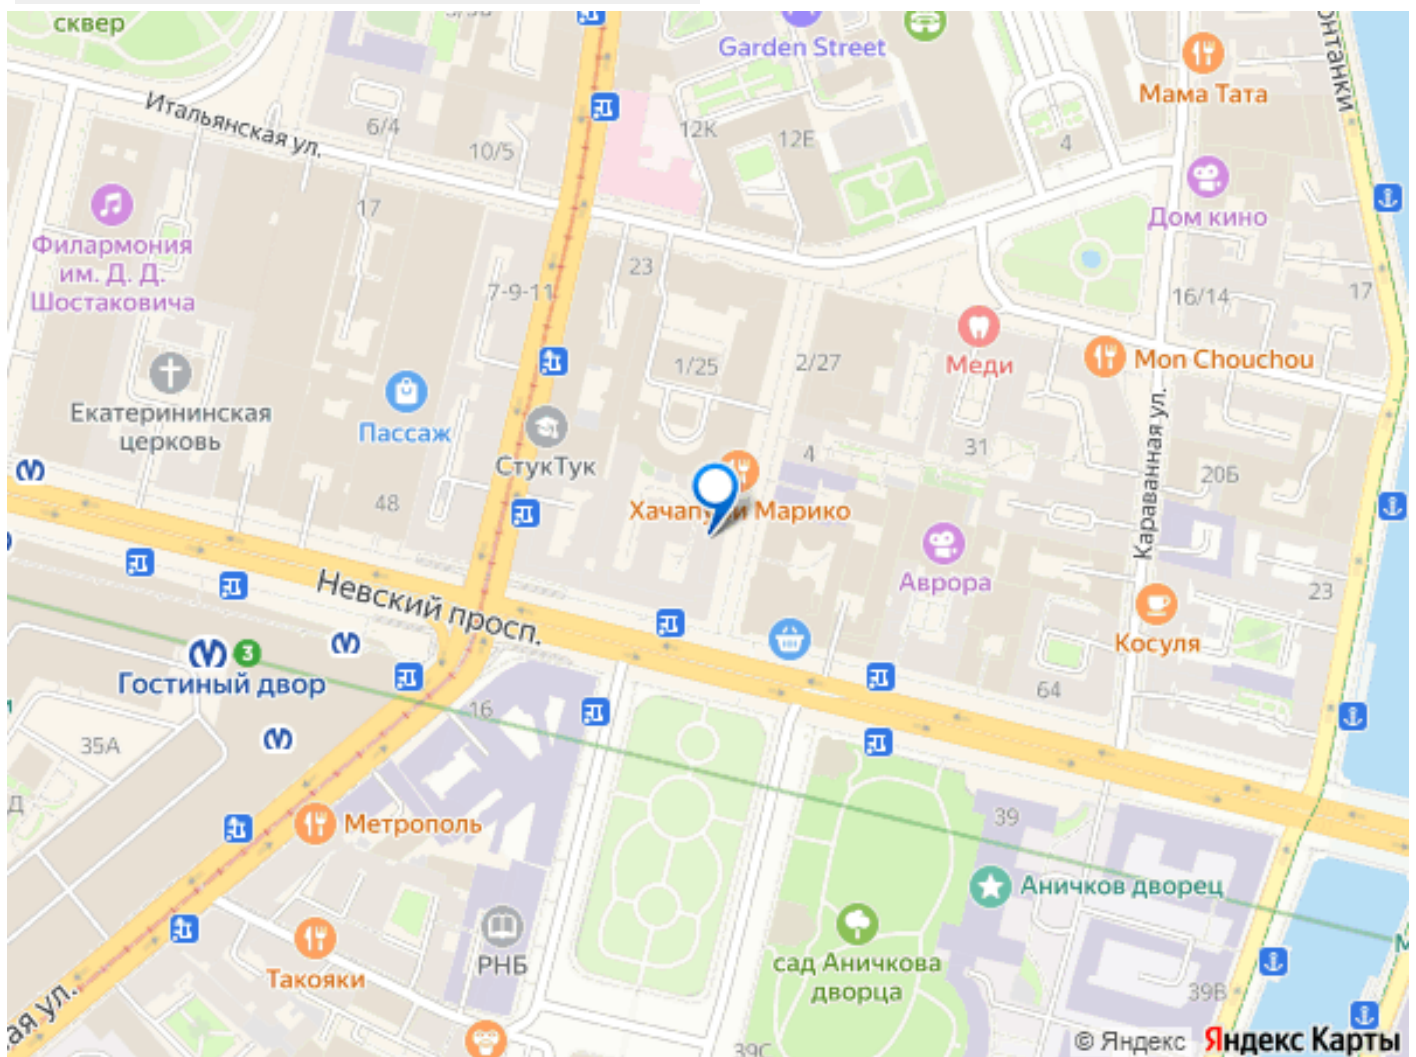 сквер
Garden Street
Мама Тата
Итальянская ул.
6/4
10/5
12К
12Е
4
Дом кино
17
Филармония
им. Д. Д.
Шостаковича
23
7-9-11
16/14
17
Меди
Mon Chouchou
1/25
2/27
Екатерининская
церковь
Пассаж
СтукТук
4
31
20Б
Караванная ул.
48
Марико
Аврора
Невский просп.
23
Косуля
3
Гостиный двор
64
16
35А
Метрополь
39
Аничков дворец
РНБ
Такояки
сад Аничкова
дворца
39В
39С
© Яндекс Яндекс Карты